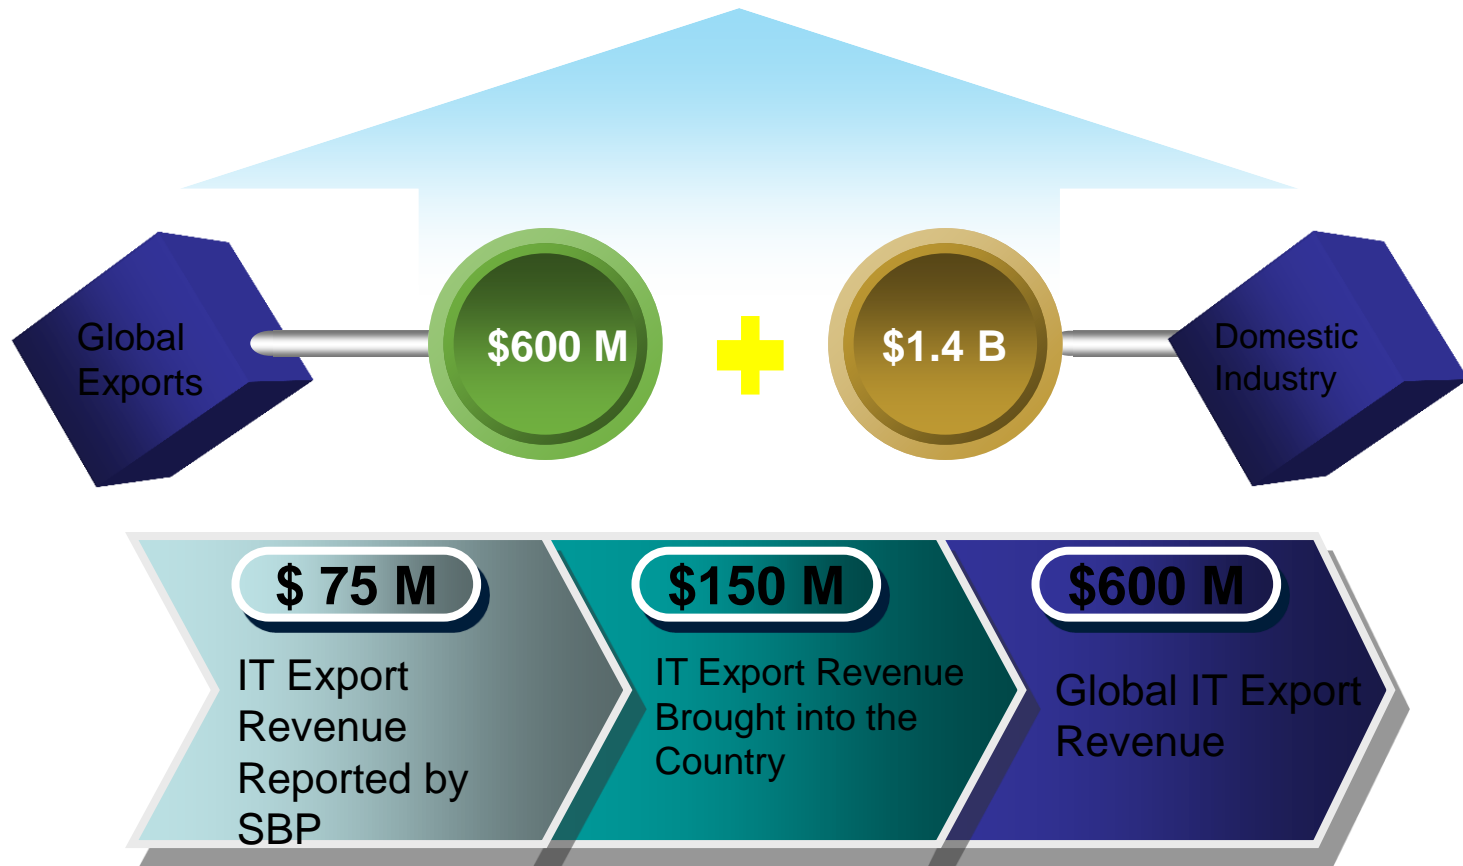 Global
Exports
$600 M
$1.4 B
Domestic
Industry
$ 75 M
IT Export
Revenue
Reported by
SBP
$150 M
IT Export Revenue
Brought into the
Country
$600 M
Global IT Export
Revenue